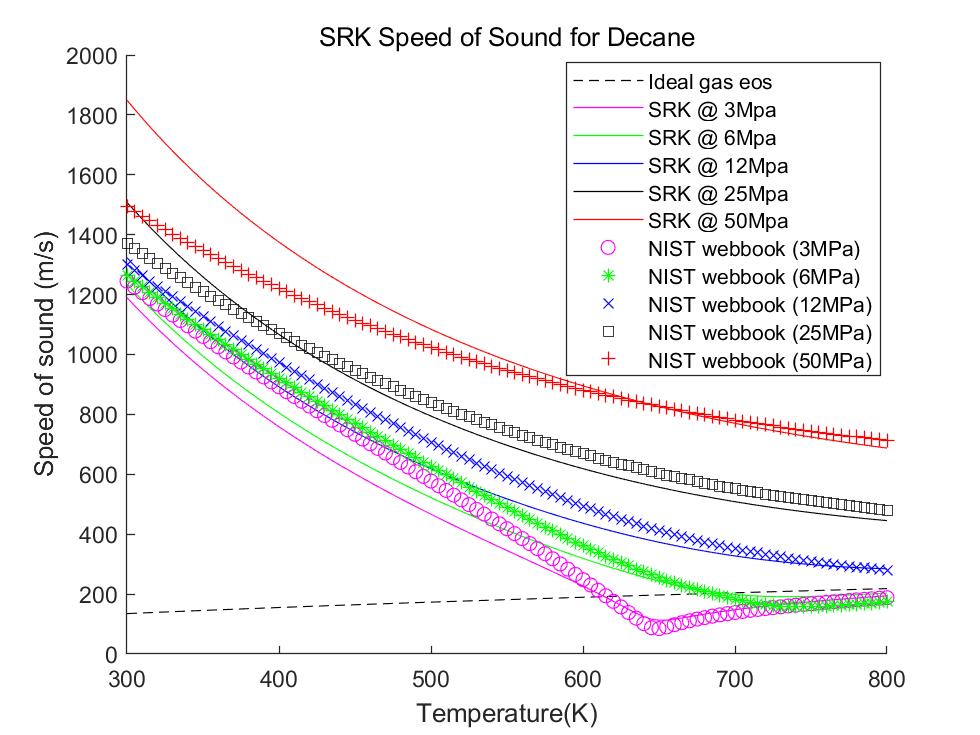 SRK Speed of Sound for Decane
2000
1800
1600
1400
1200
1000
800
600
400
200
0
Speed of sound (m/s)
Ideal gas eos
SRK @ 3Mpa
SRK @ 6Mpa
SRK @ 12Mpa
SRK @ 25Mpa
SRK @ 50Mpa
NIST webbook (3MPa)
NIST webbook (6MPa)
NIST webbook (12MPa)
NIST webbook (25MPa)
NIST webbook (50MPa)
300 400 500 600 700 800
Temperature(K)